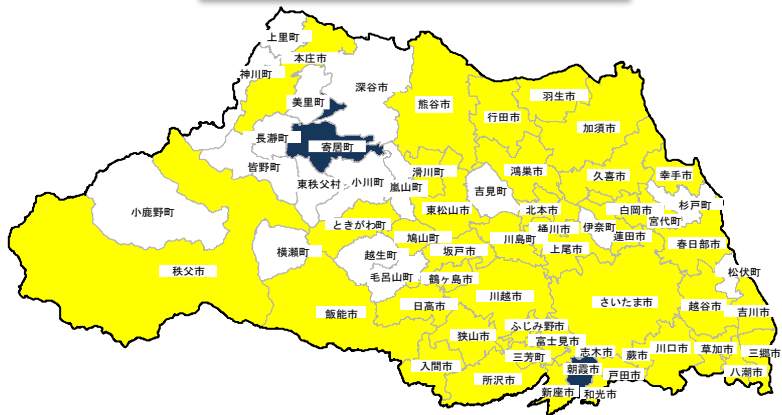 上里町
本庄市
神川町
深谷市
美里町
熊谷市
羽生市
行田市
加須市
長瀞町
寄居町
皆野町
滑川町
鴻巣市
久喜市
幸手市
東秩父村
小川町
嵐山町
吉見町
杉戸町
小鹿野町
東松山市
北本市
白岡市
宮代町
ときがわ町
桶川市
伊奈町
蓮田市
鳩山町
川島町
春日部市
横瀬町
越生町
坂戸市
上尾市
秩父市
毛呂山町
鶴ヶ島市
松伏町
川越市
さいたま市
日高市
越谷市
吉川市
飯能市
ふじみ野市
狭山市
富士見市
志木市
蕨市
川口市
草加市
三郷市
三芳町
入間市
朝霞市
戸田市
八潮市
所沢市
新座市
和光市